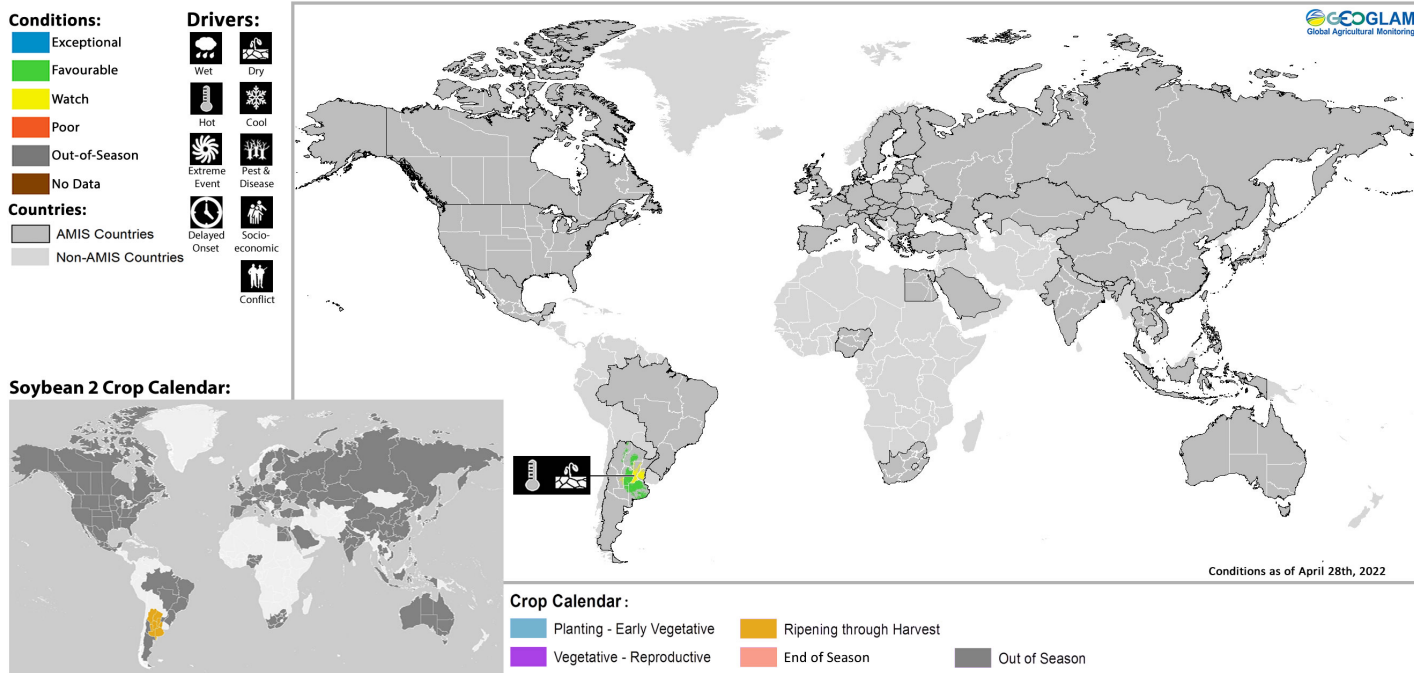 Conditions:
Exceptional
Favourable
Watch
Poor
Out-of-Season
No Data
Countries:
AMIS Countries
Non-AMIS Countries
Drivers:
Wet
Dry
Hot
Cool
Extreme
Event
Pest &
Disease
Delayed
Onset
Socio-
economic
Conflict
GEOGLAM
Global Agricultural Monitoring
Soybean 2 Crop Calendar:
Conditions as of April 28th, 2022
Crop Calendar :
Planting - Early Vegetative
Ripening through Harvest
Vegetative - Reproductive
End of Season
Out of Season